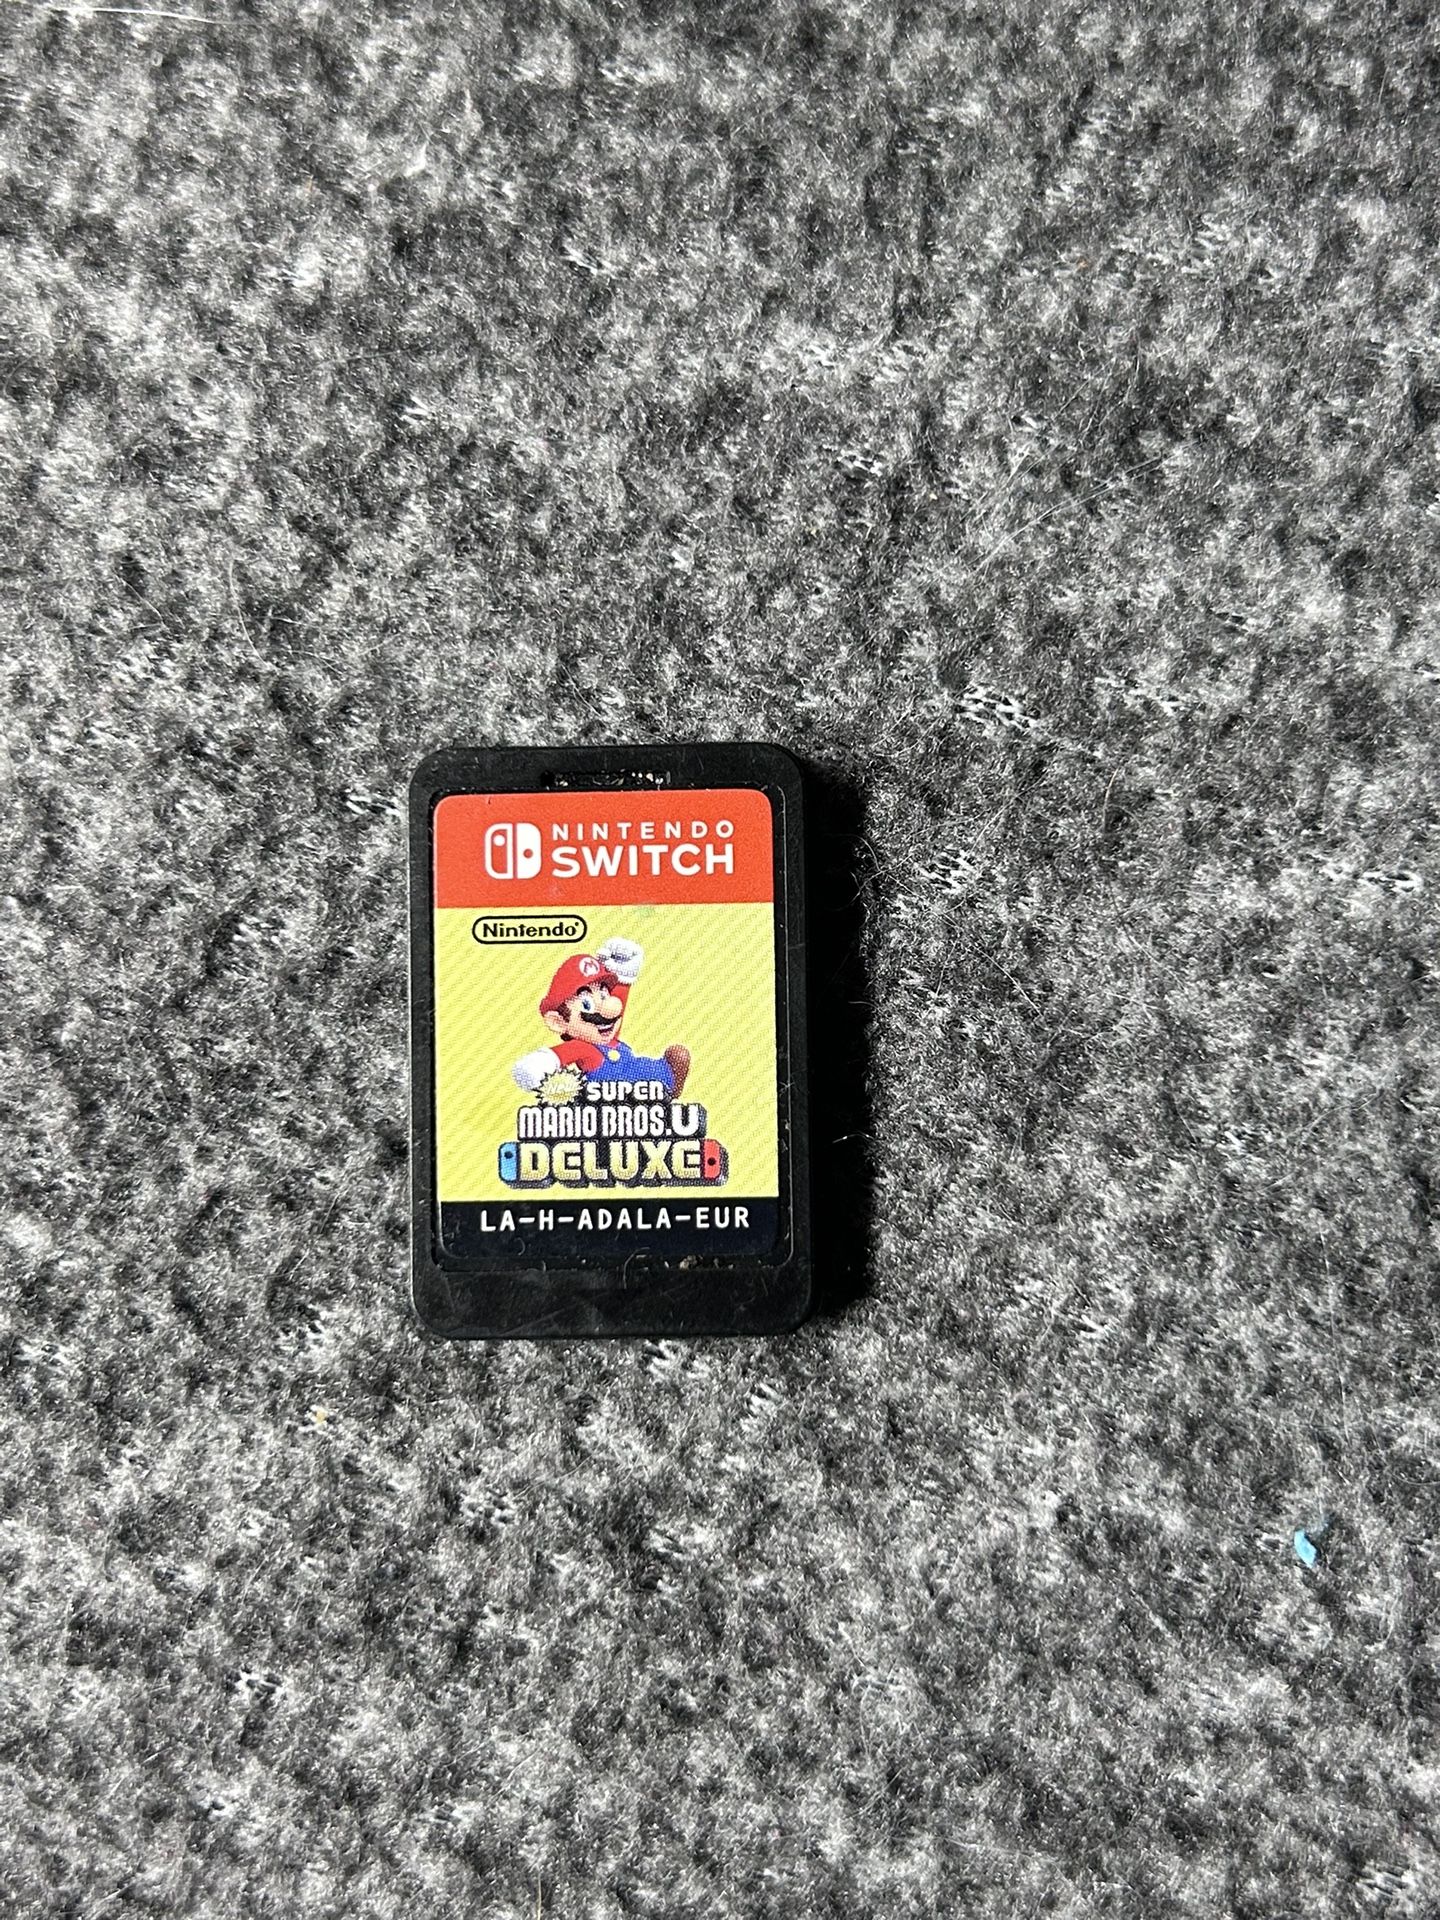 NINTENDO
SWITCH
Nintendo
NEW SUPER
MARIO BROS. U
DELUXE
LA-H-ADALA-EUR